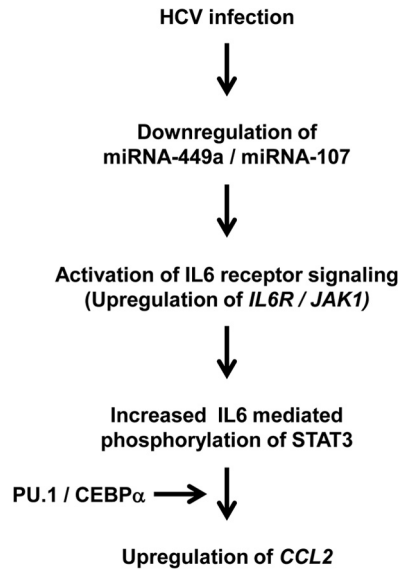 HCV infection
Downregulation of
miRNA-449a / miRNA-107
Activation of IL6 receptor signaling
(Upregulation of IL6R / JAK1)
Increased IL6 mediated
phosphorylation of STAT3
PU.1 / CEBPα
Upregulation of CCL2